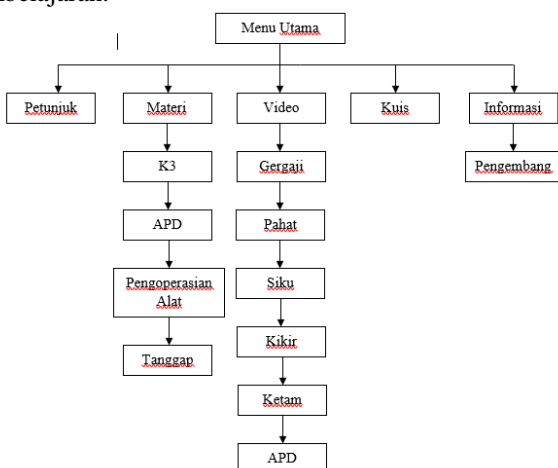 Menu Utama
Petunjuk
Materi
Video
Kuis
Informasi
K3
Gergaji
Pengembang
APD
Pahat
Pengoperasian
Alat
Siku
Tanggap
Kikir
Ketam
APD